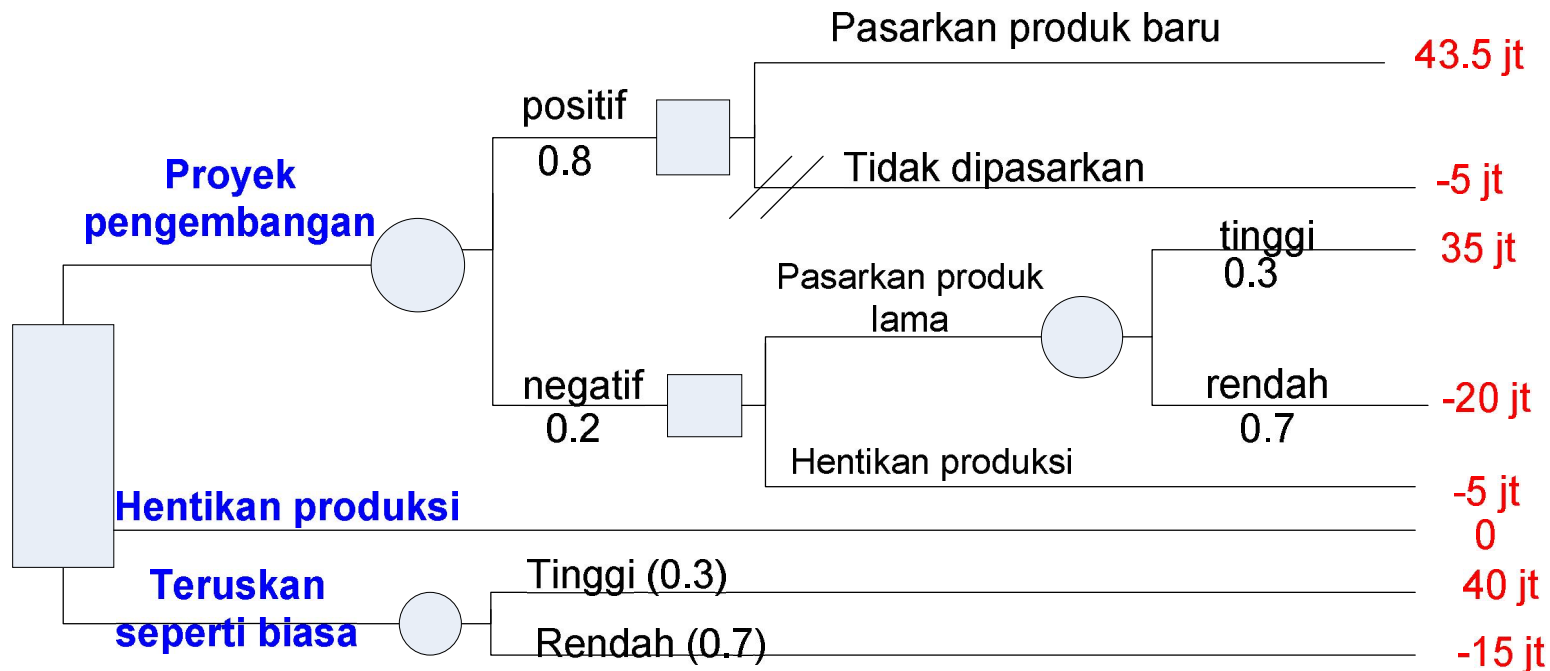 Pasarkan produk baru
43.5 jt
positif
0.8
Proyek
pengembangan
Tidak dipasarkan
-5 jt
tinggi
0.3
35 jt
Pasarkan produk
lama
negatif
0.2
rendah
0.7
-20 jt
Hentikan produksi
-5 jt
Hentikan produksi
0
Teruskan
seperti biasa
Tinggi (0.3)
40 jt
Rendah (0.7)
-15 jt